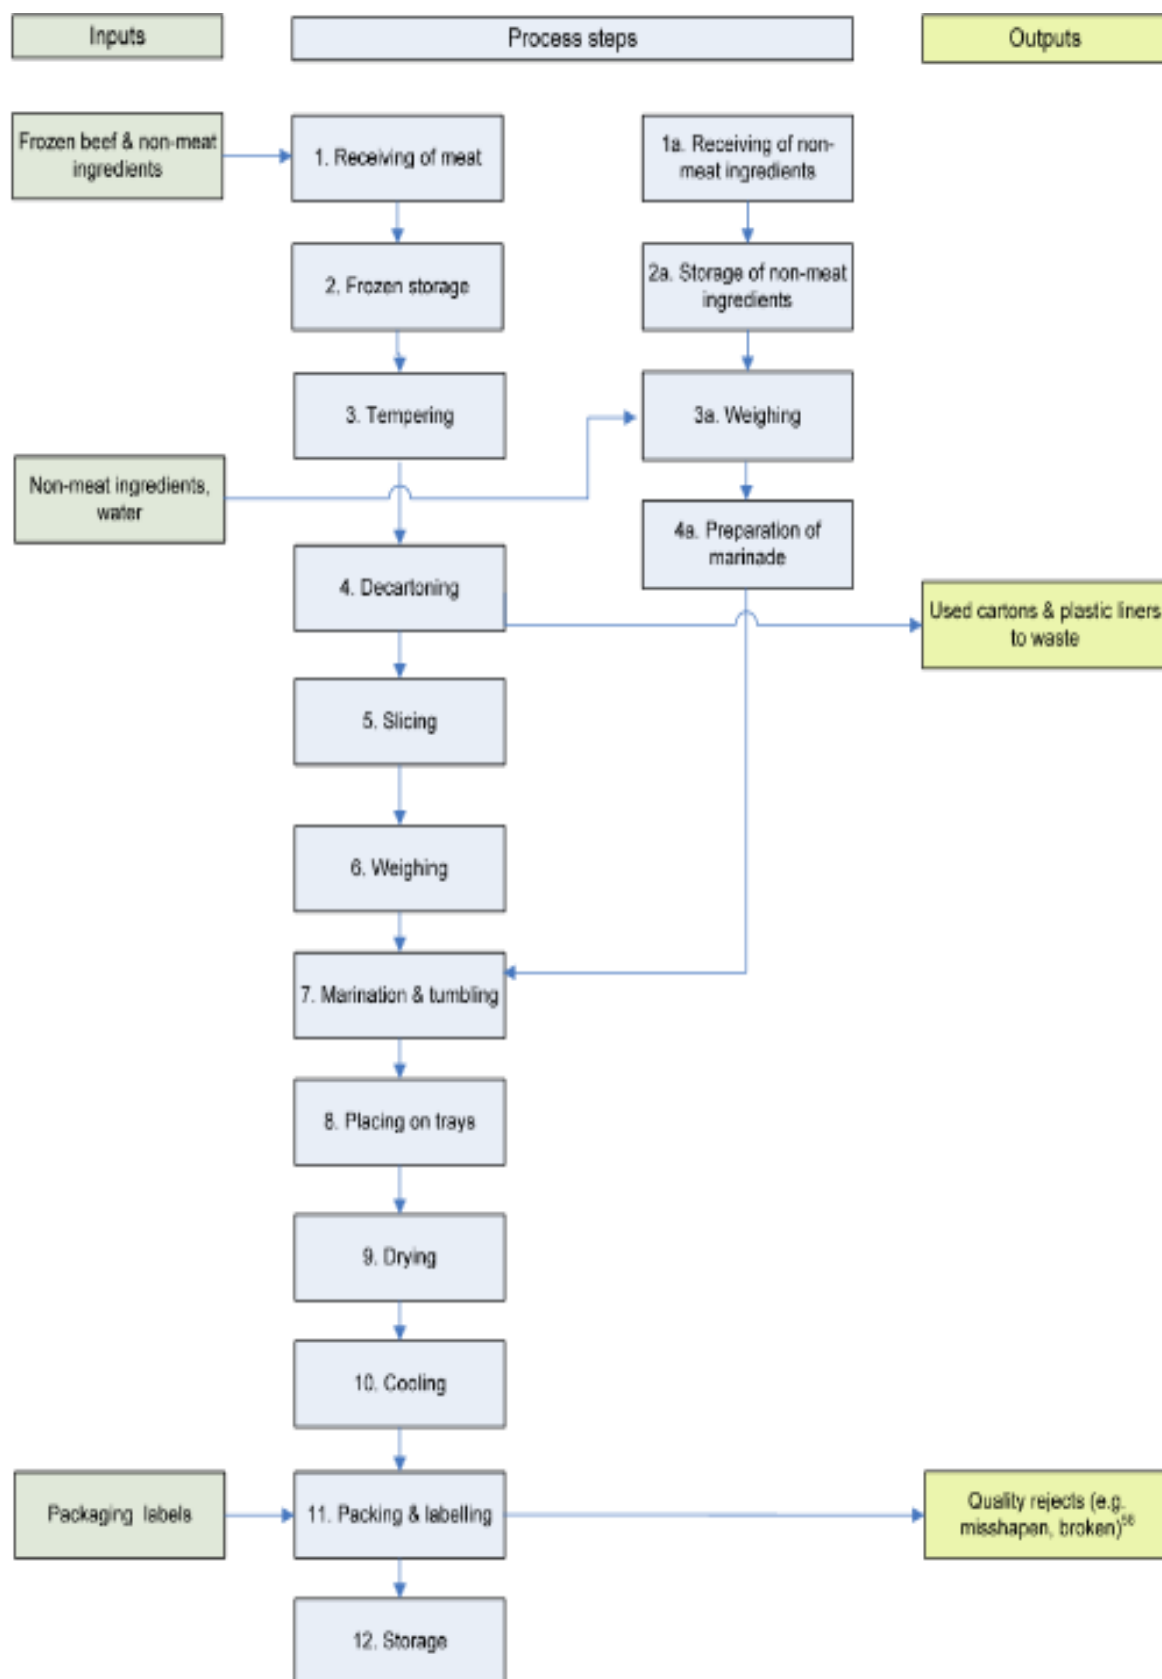 Inputs
Process steps
Outputs
Frozen beef & non-meat
ingredients
1. Receiving of meat
1a. Receiving of non-
meat ingredients
2. Frozen storage
2a. Storage of non-meat
ingredients
3. Tempering
3a. Weighing
Non-meat ingredients,
water
4a. Preparation of
marinade
4. Decartoning
Used cartons & plastic liners
to waste
5. Slicing
6. Weighing
7. Marination & tumbling
8. Placing on trays
9. Drying
10. Cooling
Packaging labels
11. Packing & labelling
Quality rejects (e.g.
misshapen, broken)⁵⁸
12. Storage